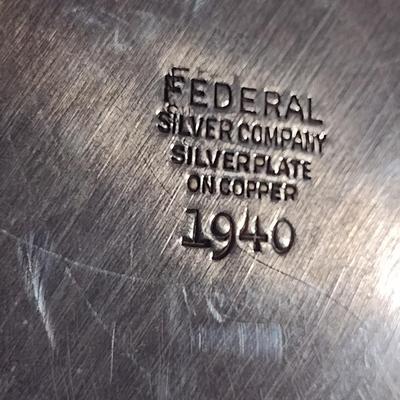 FEDERAL
SILVER COMPANY
SILVERPLATE
ON COPPER
1940